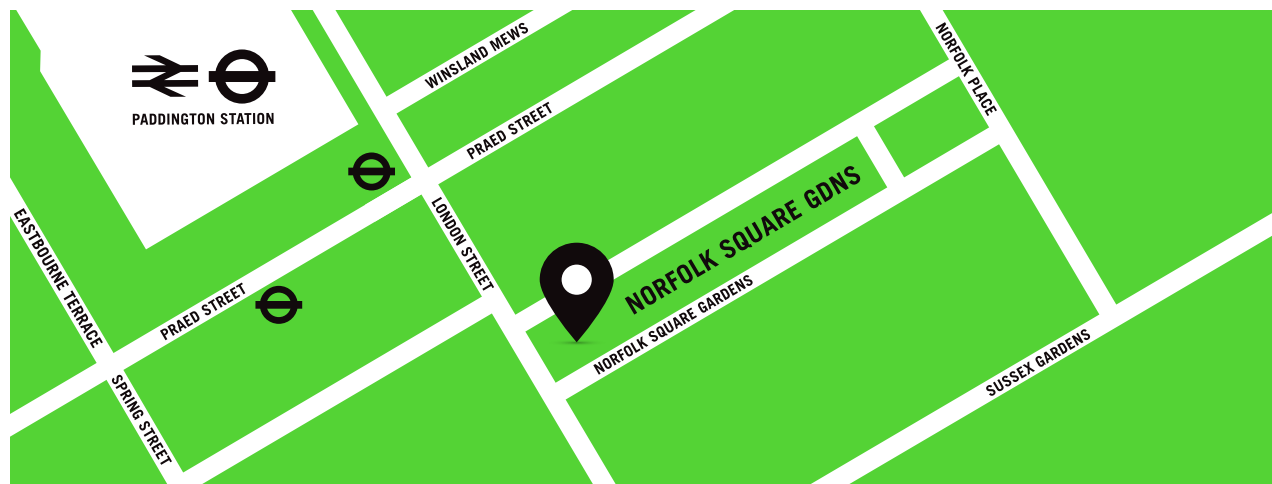 WINSLAND MEWS
NORFOLK PLACE
PADDINGTON STATION
PRAED STREET
EASTBOURNE TERRACE
LONDON STREET
NORFOLK SQUARE GDNS
PRAED STREET
NORFOLK SQUARE GARDENS
SPRING STREET
SUSSEX GARDENS